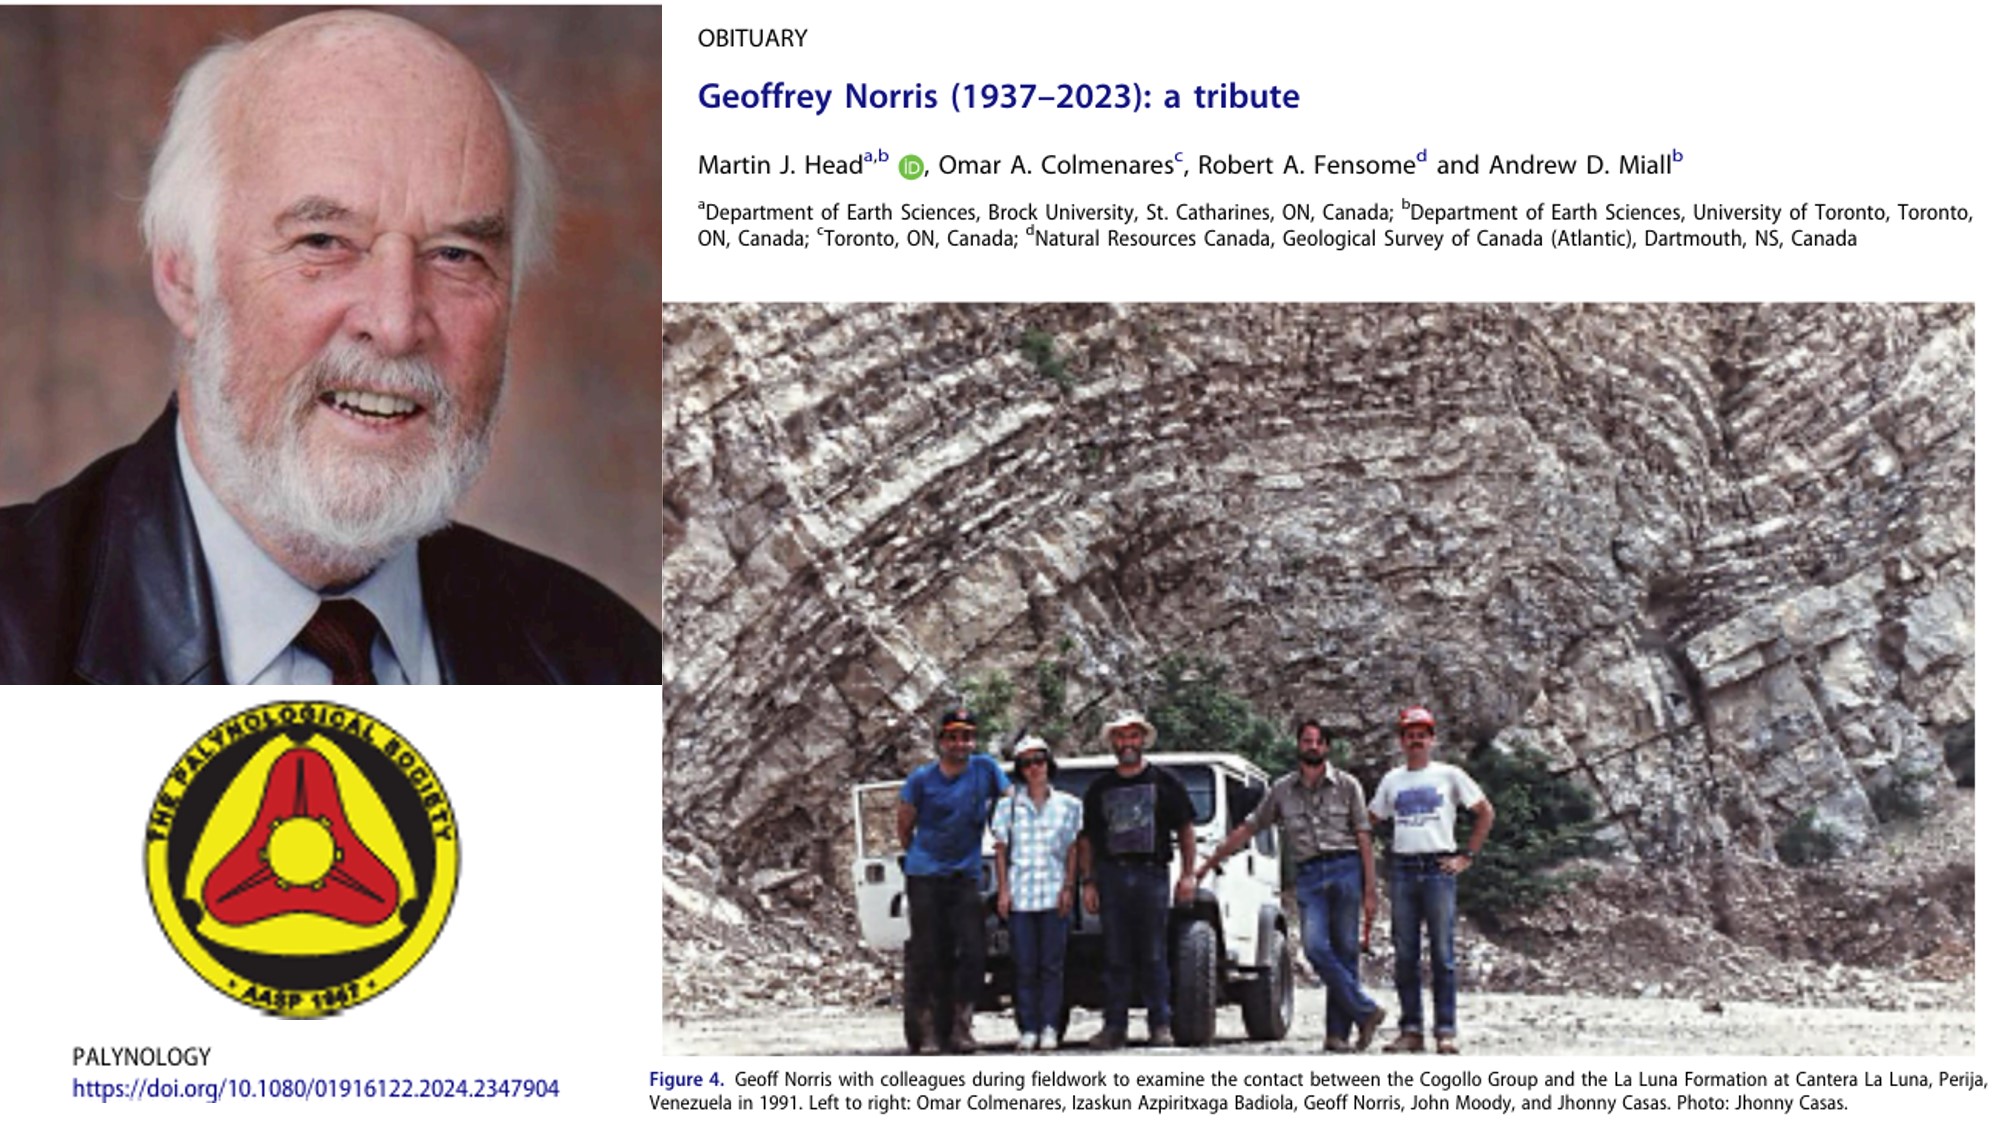 OBITUARY
Geoffrey Norris (1937–2023): a tribute
Martin J. Head^a,b iD, Omar A. Colmenares^c, Robert A. Fensome^d and Andrew D. Miall^b
^aDepartment of Earth Sciences, Brock University, St. Catharines, ON, Canada; ^bDepartment of Earth Sciences, University of Toronto, Toronto,
ON, Canada; ^cToronto, ON, Canada; ^dNatural Resources Canada, Geological Survey of Canada (Atlantic), Dartmouth, NS, Canada
THE PALYNOLOGICAL SOCIETY
· AASP 1967 ·
PALYNOLOGY
https://doi.org/10.1080/01916122.2024.2347904
Figure 4. Geoff Norris with colleagues during fieldwork to examine the contact between the Cogollo Group and the La Luna Formation at Cantera La Luna, Perija,
Venezuela in 1991. Left to right: Omar Colmenares, Izaskun Azpiritxaga Badiola, Geoff Norris, John Moody, and Jhonny Casas. Photo: Jhonny Casas.